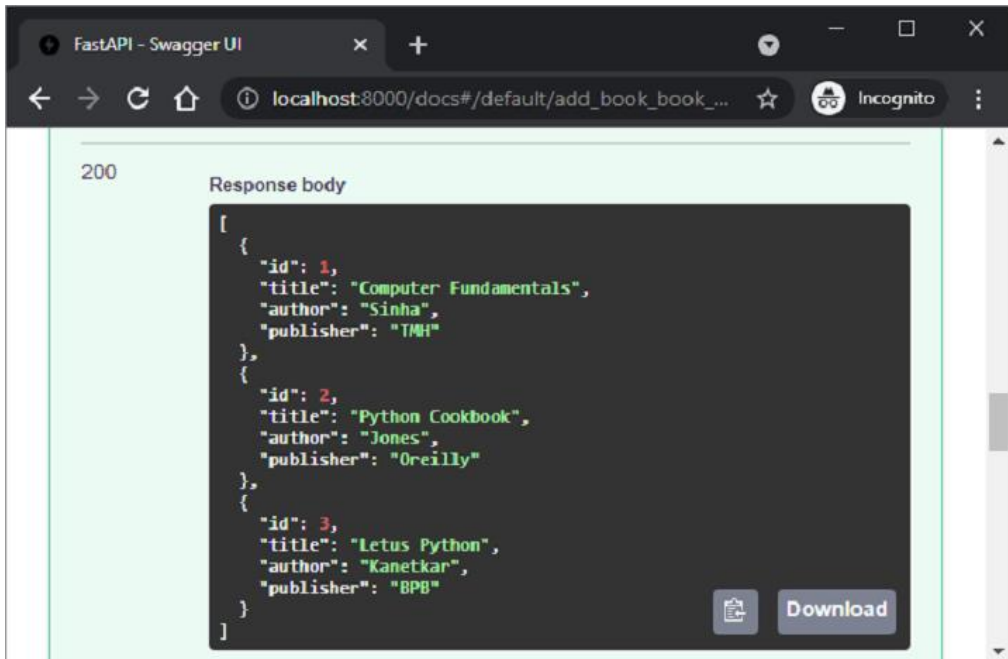 FastAPI - Swagger UI
localhost:8000/docs#/default/add_book_book_...
Incognito
200
Response body
[
{
"id": 1,
"title": "Computer Fundamentals",
"author": "Sinha",
"publisher": "TMH"
},
{
"id": 2,
"title": "Python Cookbook",
"author": "Jones",
"publisher": "Oreilly"
},
{
"id": 3,
"title": "Letus Python",
"author": "Kanetkar",
"publisher": "BPB"
}
]
Download